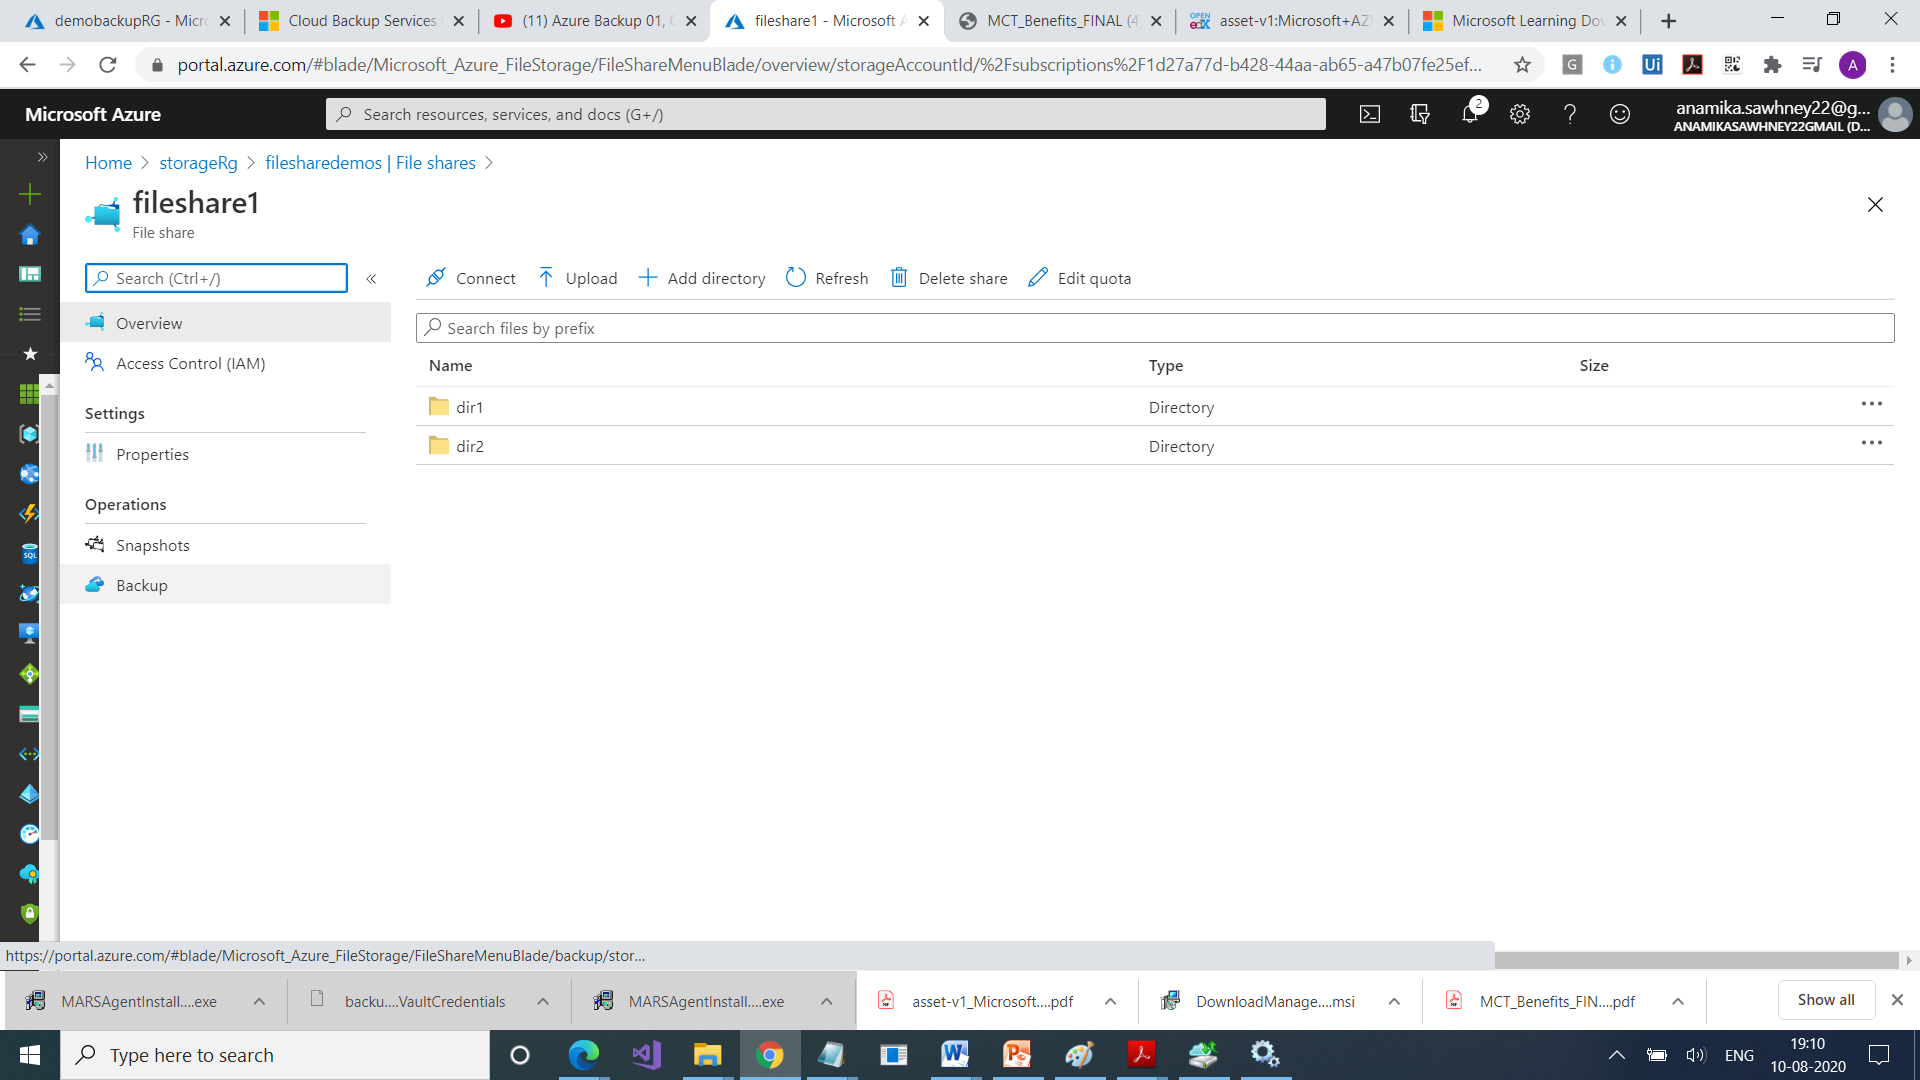 demobackupRG - Micr
Cloud Backup Services
(11) Azure Backup 01,
fileshare1 - Microsoft A
MCT_Benefits_FINAL (4
asset-v1:Microsoft+AZ
Microsoft Learning Do
portal.azure.com/#blade/Microsoft_Azure_FileStorage/FileShareMenuBlade/overview/storageAccountId/%2Fsubscriptions%2F1d27a77d-b428-44aa-ab65-a47b07fe25ef...
G
Ui
A
Microsoft Azure
Search resources, services, and docs (G+/)
2
anamika.sawhney22@g...
ANAMIKASAWHNEY22GMAIL (D...
Home > storageRg > filesharedemos | File shares >
fileshare1
File share
Search (Ctrl+/)
«
Connect
Upload
Add directory
Refresh
Delete share
Edit quota
Overview
Access Control (IAM)
Settings
Properties
Operations
Snapshots
Backup
Search files by prefix
Name Type Size
dir1 Directory
dir2 Directory
SQL
https://portal.azure.com/#blade/Microsoft_Azure_FileStorage/FileShareMenuBlade/backup/stor...
MARSAgentInstall....exe
backu....VaultCredentials
MARSAgentInstall....exe
asset-v1_Microsoft....pdf
DownloadManage....msi
MCT_Benefits_FIN....pdf
Show all
Type here to search
ENG
19:10
10-08-2020